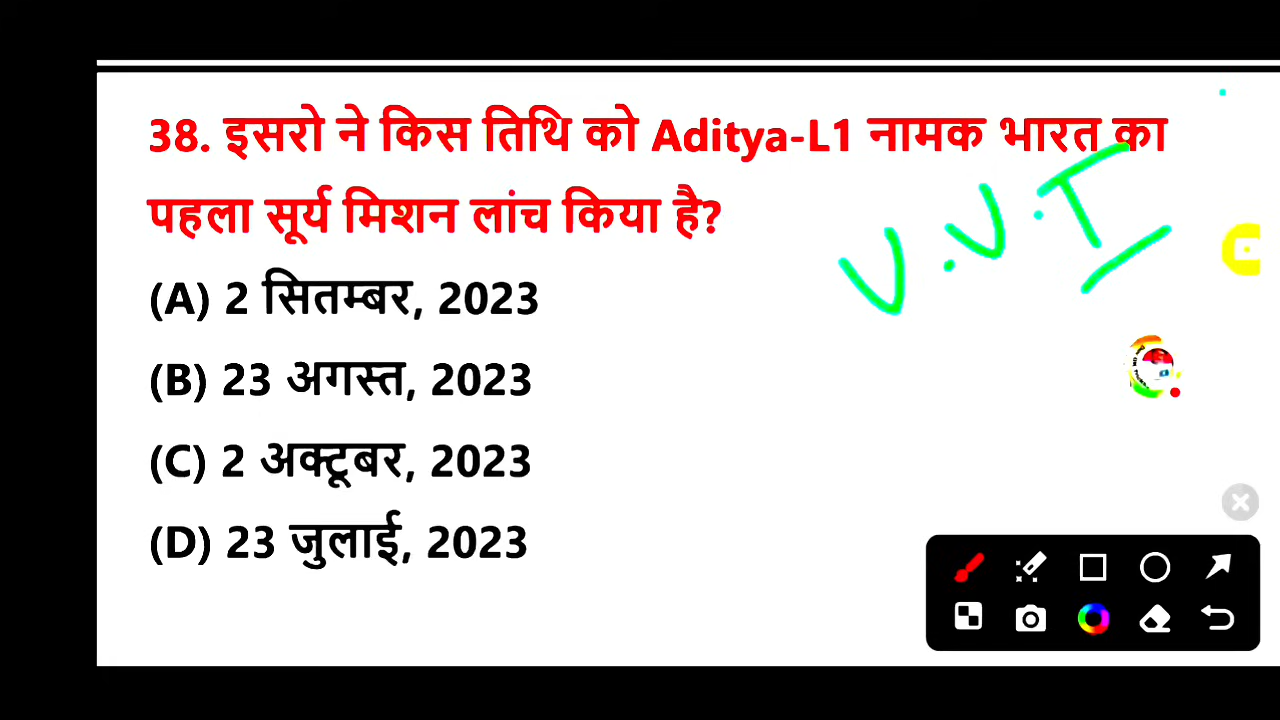 38. इसरो ने किस तिथि को Aditya-L1 नामक भारत का
पहला सूर्य मिशन लांच किया है?
V.V.I
(A) 2 सितम्बर, 2023
(B) 23 अगस्त, 2023
(C) 2 अक्टूबर, 2023
(D) 23 जुलाई, 2023